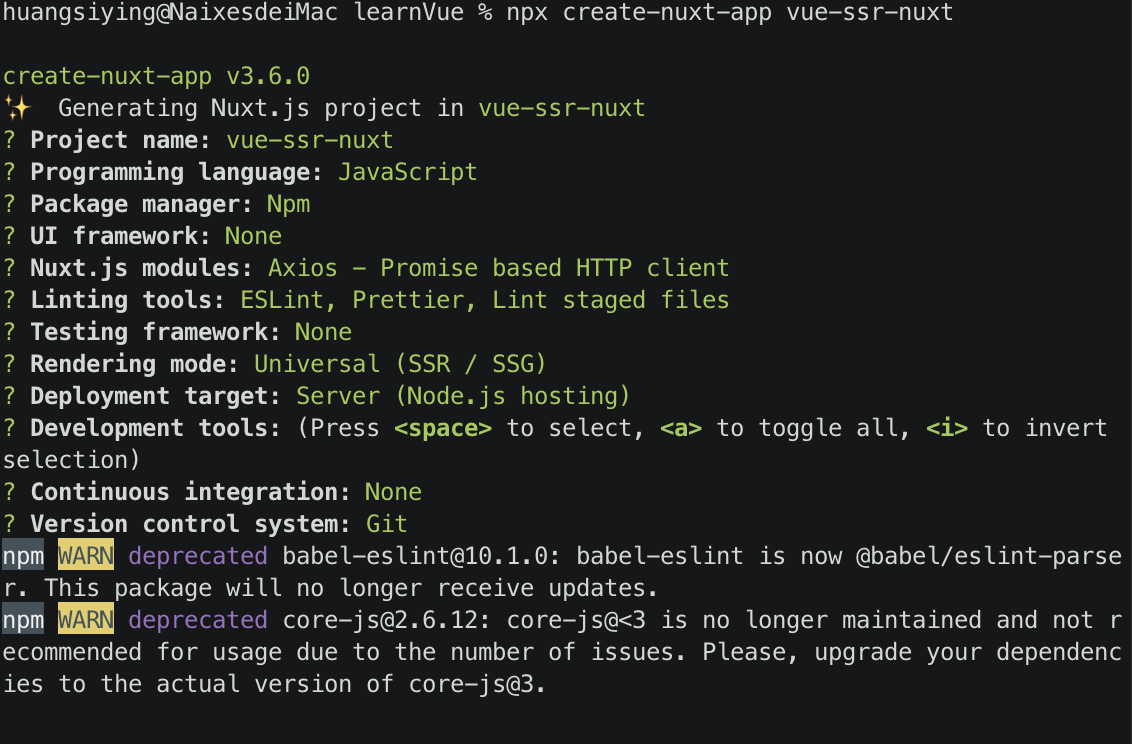 huangsiying@NaixesdeiMac learnVue % npx create-nuxt-app vue-ssr-nuxt
create-nuxt-app v3.6.0
✨ Generating Nuxt.js project in vue-ssr-nuxt
? Project name: vue-ssr-nuxt
? Programming language: JavaScript
? Package manager: Npm
? UI framework: None
? Nuxt.js modules: Axios - Promise based HTTP client
? Linting tools: ESLint, Prettier, Lint staged files
? Testing framework: None
? Rendering mode: Universal (SSR / SSG)
? Deployment target: Server (Node.js hosting)
? Development tools: (Press <space> to select, <a> to toggle all, <i> to invert
selection)
? Continuous integration: None
? Version control system: Git
npm WARN deprecated babel-eslint@10.1.0: babel-eslint is now @babel/eslint-parse
r. This package will no longer receive updates.
npm WARN deprecated core-js@2.6.12: core-js@<3 is no longer maintained and not r
ecommended for usage due to the number of issues. Please, upgrade your dependenc
ies to the actual version of core-js@3.